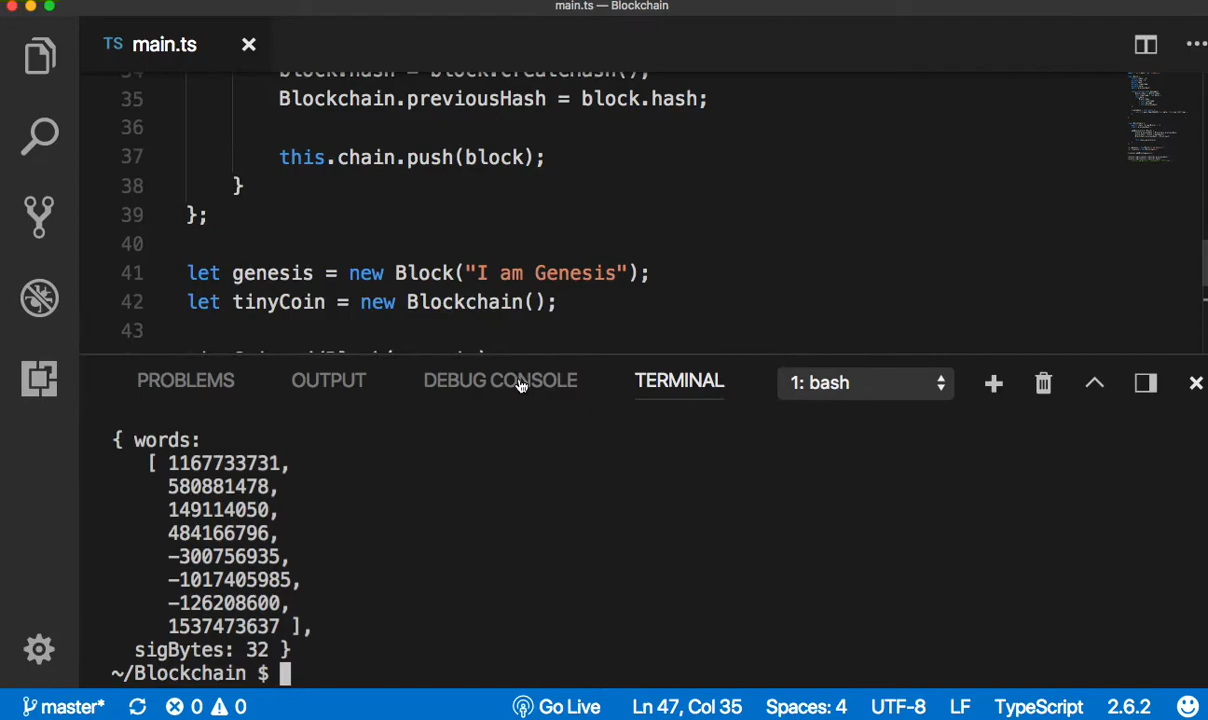 main.ts — Blockchain
TS main.ts
35 Blockchain.previousHash = block.hash;
36
37 this.chain.push(block);
38 }
39 };
40
41 let genesis = new Block("I am Genesis");
42 let tinyCoin = new Blockchain();
43
PROBLEMS OUTPUT DEBUG CONSOLE TERMINAL 1: bash
{ words:
[ 1167733731,
580881478,
149114050,
484166796,
-300756935,
-1017405985,
-126208600,
1537473637 ],
sigBytes: 32 }
~/Blockchain $
master* 0 0 Go Live Ln 47, Col 35 Spaces: 4 UTF-8 LF TypeScript 2.6.2